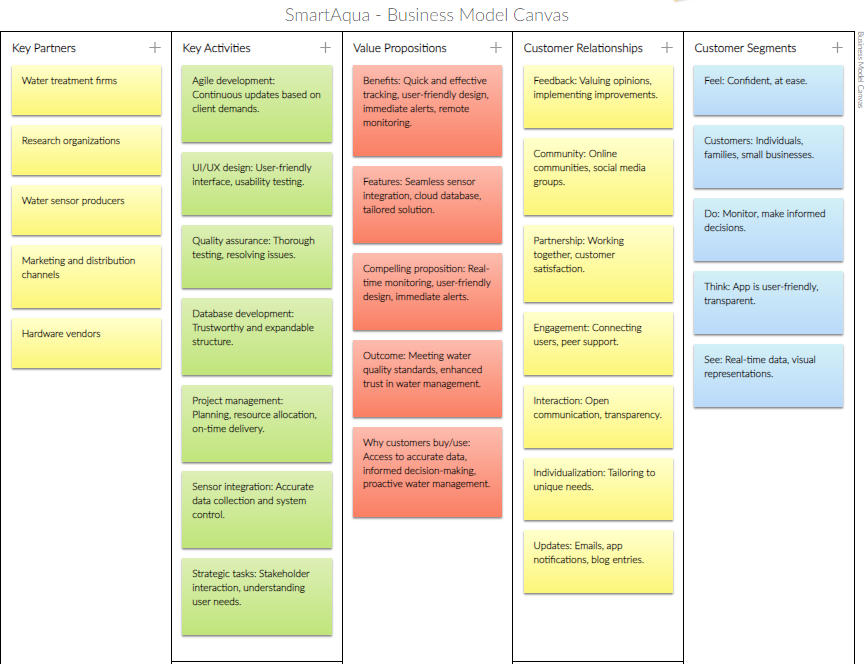 SmartAqua - Business Model Canvas
Key Partners
Water treatment firms
Research organizations
Water sensor producers
Marketing and distribution
channels
Hardware vendors
Key Activities
Agile development:
Continuous updates based on
client demands.
UI/UX design: User-friendly
interface, usability testing.
Quality assurance: Thorough
testing, resolving issues.
Database development:
Trustworthy and expandable
structure.
Project management:
Planning, resource allocation,
on-time delivery.
Sensor integration: Accurate
data collection and system
control.
Strategic tasks: Stakeholder
interaction, understanding
user needs.
Value Propositions
Benefits: Quick and effective
tracking, user-friendly design,
immediate alerts, remote
monitoring.
Features: Seamless sensor
integration, cloud database,
tailored solution.
Compelling proposition: Real-
time monitoring, user-friendly
design, immediate alerts.
Outcome: Meeting water
quality standards, enhanced
trust in water management.
Why customers buy/use:
Access to accurate data,
informed decision-making,
proactive water management.
Customer Relationships
Feedback: Valuing opinions,
implementing improvements.
Community: Online
communities, social media
groups.
Partnership: Working
together, customer
satisfaction.
Engagement: Connecting
users, peer support.
Interaction: Open
communication, transparency.
Individualization: Tailoring to
unique needs.
Updates: Emails, app
notifications, blog entries.
Customer Segments
Feel: Confident, at ease.
Customers: Individuals,
families, small businesses.
Do: Monitor, make informed
decisions.
Think: App is user-friendly,
transparent.
See: Real-time data, visual
representations.
Business Model Canvas